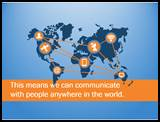 This means we can communicate
with people anywhere in the world.